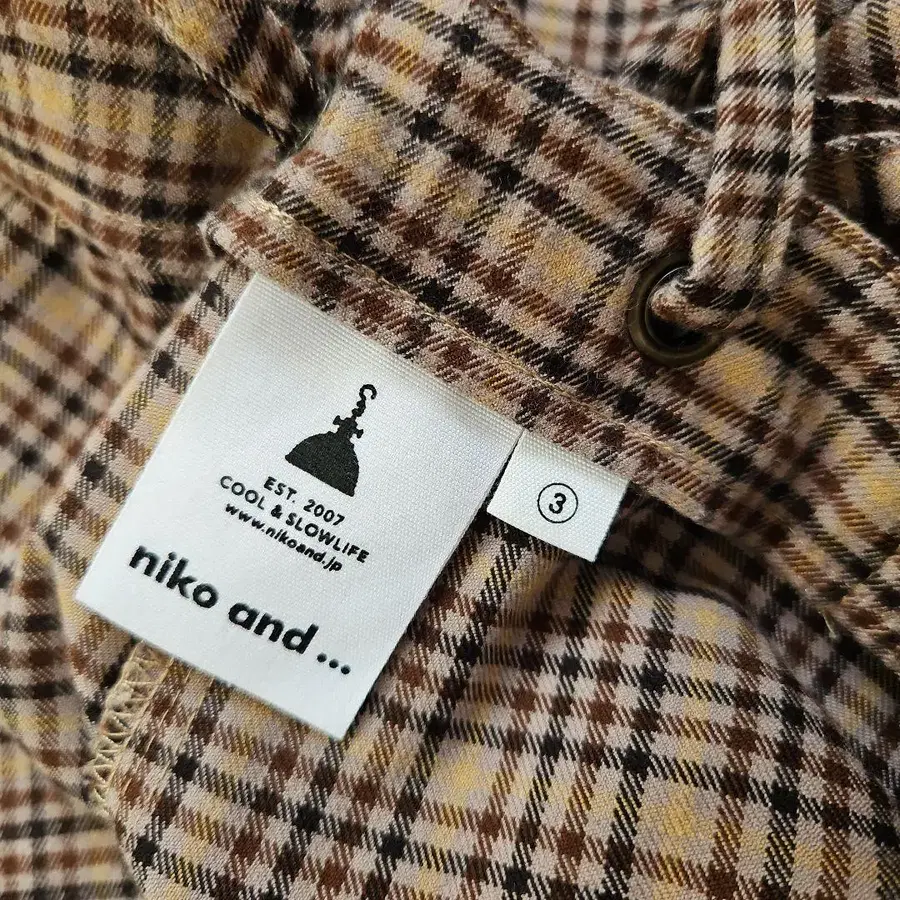 EST. 2007
COOL & SLOWLIFE
www.nikoand.jp
niko and ...
3